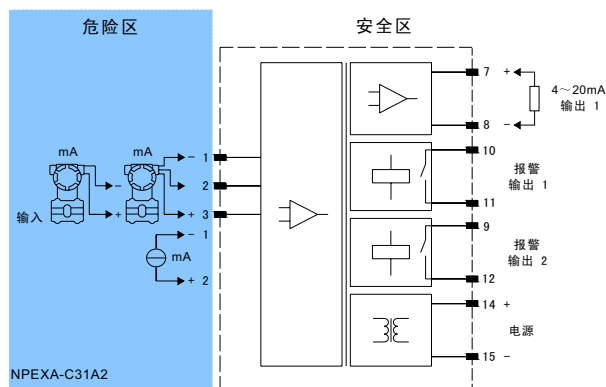 危险区
安全区
7 +
4～20mA
输出 1
8 -
mA
mA
- 1
10
报警
输出 1
-
2
11
输入
+
+ 3
9
- 1
报警
输出 2
mA
12
+ 2
14 +
电源
15 -
NPEXA-C31A2